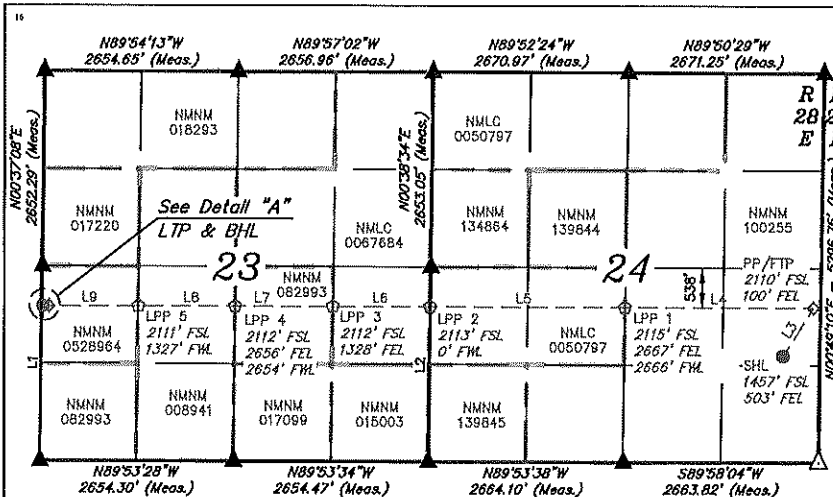 16
N89°54'13"W
2654.65' (Meas.)
N89°57'02"W
2656.96' (Meas.)
N89°52'24"W
2670.97' (Meas.)
S89°50'29"W
2671.25' (Meas.)
N00°37'08"E
2652.29' (Meas.)
N00°38'34"E
2653.05' (Meas.)
R
28
E
NMNM
018293
NMLC
0050797
NMNM
017220
See Detail "A"
LTP & BHL
NMLC
0067684
NMNM
134864
NMNM
139844
NMNM
100255
23
24
NMNM
082993
538'
PP/FTP
2110' FSL
100' FEL
L9
L8
L7
L6
L5
L4
L3
L1
L2
LPP 5
2111' FSL
1327' FWL
LPP 4
2112' FSL
2656' FEL
2654' FWL
LPP 3
2112' FSL
1328' FWL
LPP 2
2113' FSL
0' FWL
LPP 1
2115' FSL
2667' FEL
2666' FWL
NMNM
0528964
NMLC
0050797
SHL
1457' FSL
503' FEL
NMNM
082993
NMNM
008941
NMNM
017099
NMNM
015003
NMNM
139845
N89°53'28"W
2654.30' (Meas.)
N89°53'34"W
2654.47' (Meas.)
N89°53'38"W
2664.10' (Meas.)
S89°58'04"W
2663.82' (Meas.)